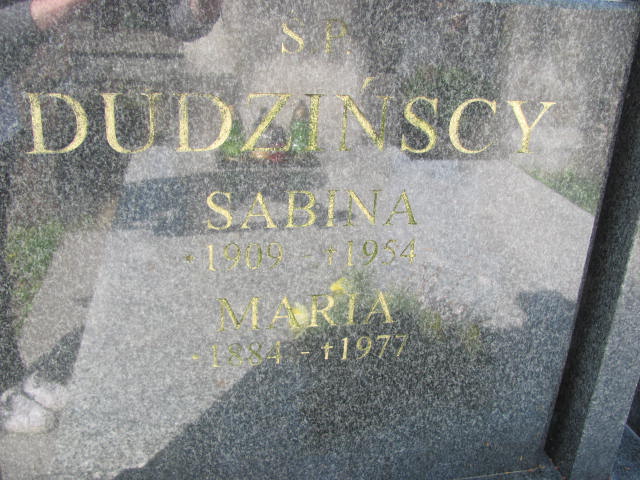 S.P.
DUDZIŃSCY
SABINA
*1909 - †1954
MARIA
*1884 - †1977